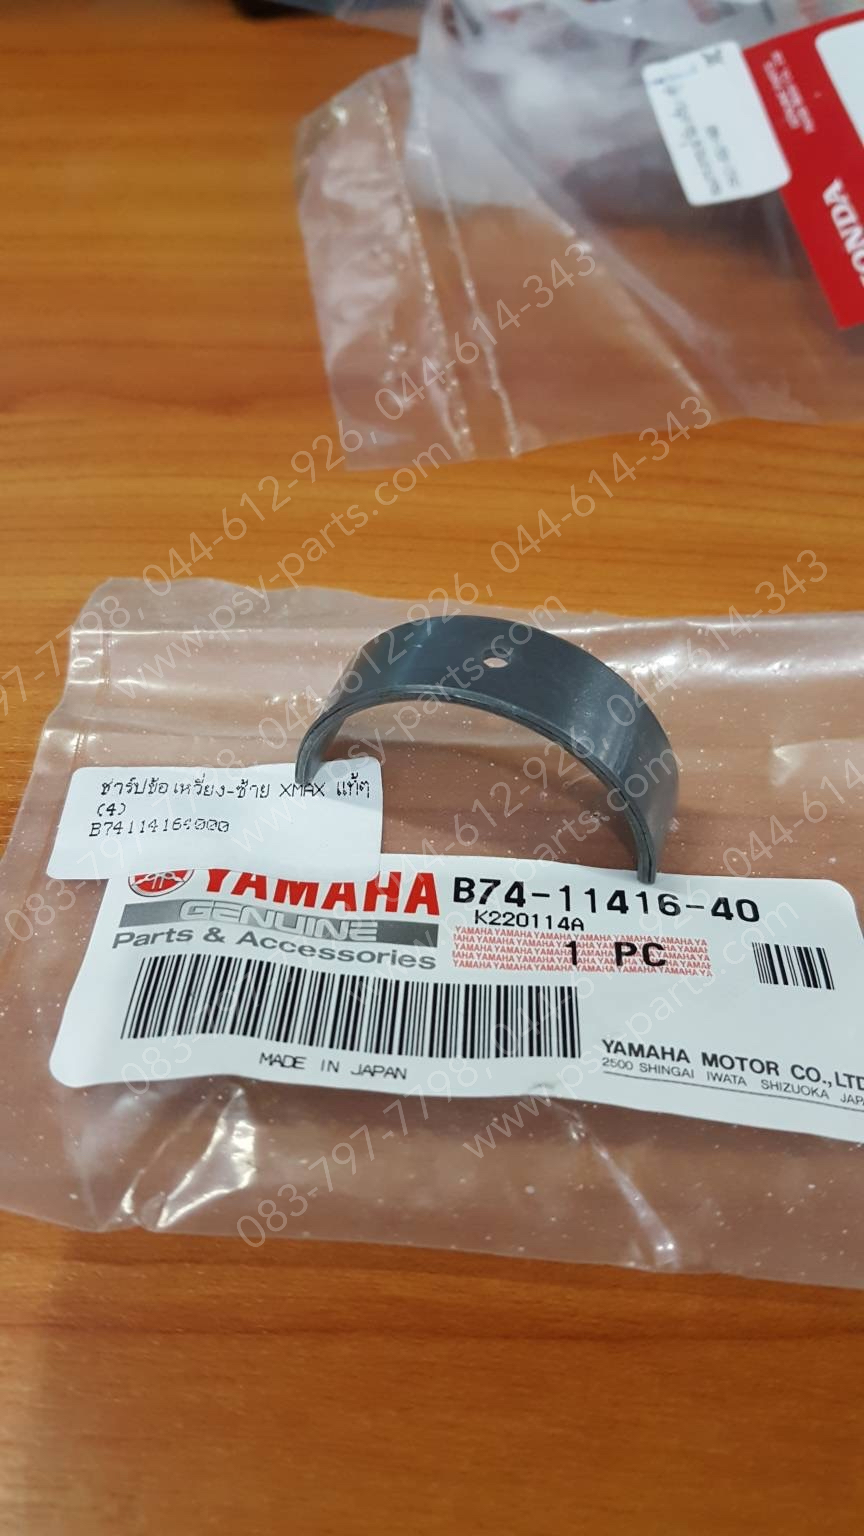 HONDA
ชาร์ปข้อเหวี่ยง-ซ้าย XMAX แท้ต
(4)
B74114164000
YAMAHA
GENUINE
Parts & Accessories
B74-11416-40
K220114A
1 PC
MADE IN JAPAN
YAMAHA MOTOR CO.,LTD
2500 SHINGAI IWATA SHIZUOKA JAPA
083-797-7798, 044-612-926, 044-614-343
www.psy-parts.com